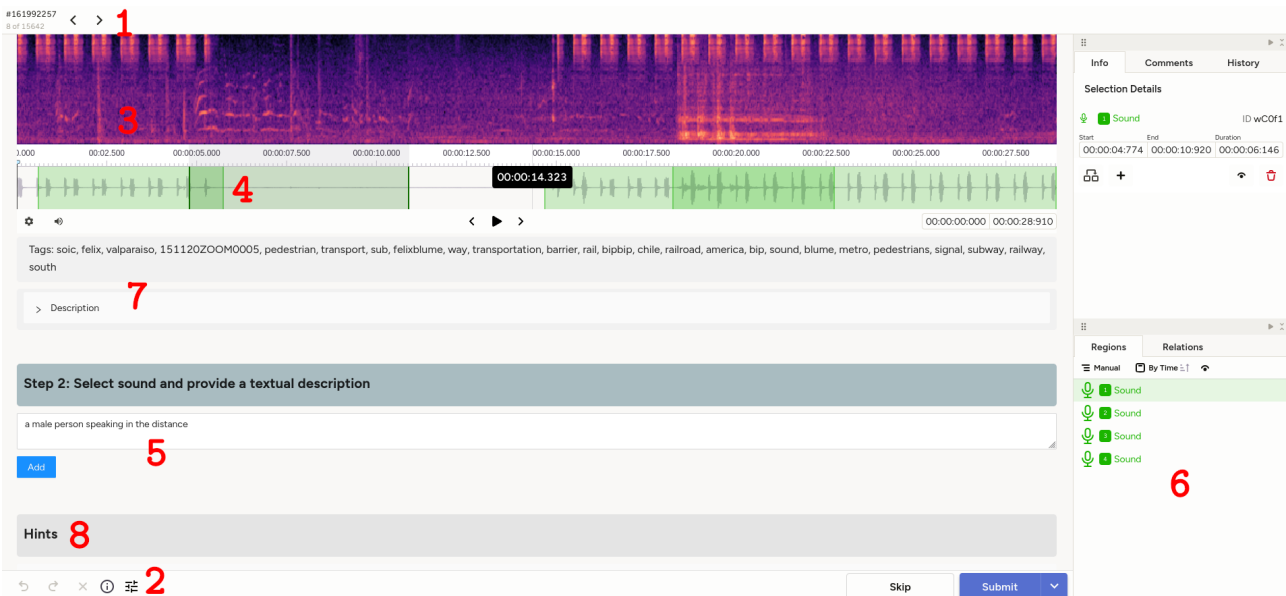 #161992257
8 of 15642
1
Info Comments History
Selection Details
1 Sound ID wC0f1
Start End Duration
00:00:04:774 00:00:10:920 00:00:06:146
3
00:02.500 00:00:05.000 00:00:07.500 00:00:10.000 00:00:12.500 00:00:15.000 00:00:17.500 00:00:20.000 00:00:22.500 00:00:25.000 00:00:27.500
4
00:00:14.323
00:00:00:000 00:00:28:910
Tags: soic, felix, valparaiso, 151120ZOOM0005, pedestrian, transport, sub, felixblume, way, transportation, barrier, rail, bipbip, chile, railroad, america, bip, sound, blume, metro, pedestrians, signal, subway, railway,
south
7
Description
Regions Relations
Manual By Time
1 Sound
2 Sound
3 Sound
4 Sound
6
Step 2: Select sound and provide a textual description
a male person speaking in the distance
5
Add
Hints 8
2
Skip Submit